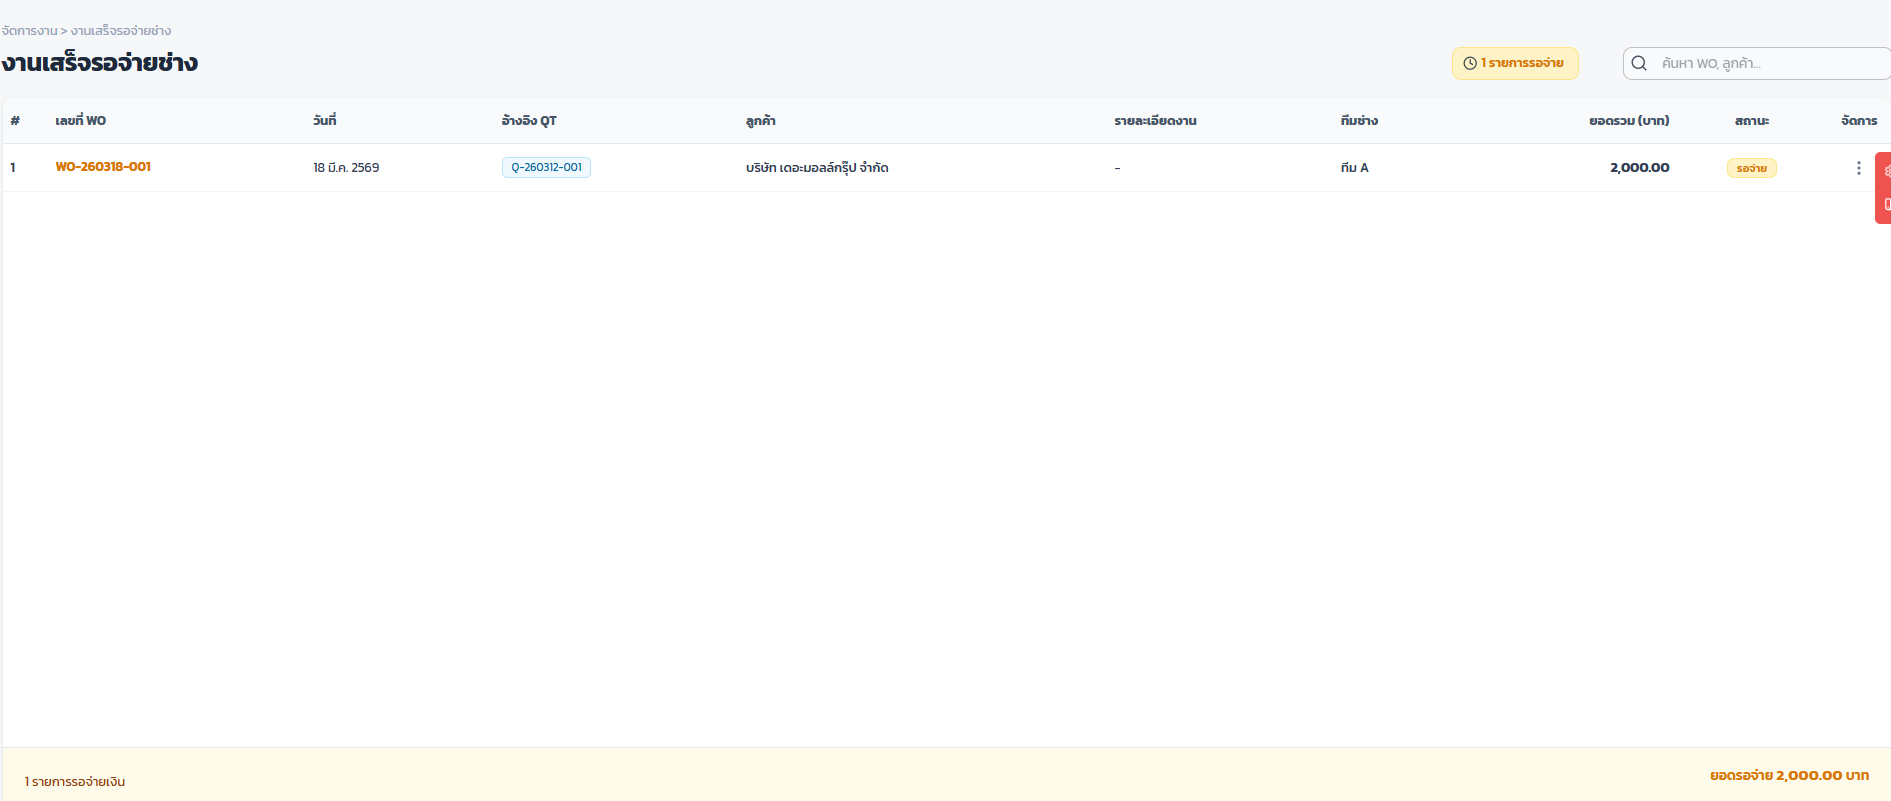 จัดการงาน > งานเสร็จรอจ่ายช่าง
งานเสร็จรอจ่ายช่าง
1 รายการรอจ่าย
ค้นหา WO, ลูกค้า...
# เลขที่ WO วันที่ อ้างอิง QT ลูกค้า รายละเอียดงาน ทีมช่าง ยอดรวม (บาท) สถานะ จัดการ
1 WO-260318-001 18 มี.ค. 2569 Q-260312-001 บริษัท เดอะมอลล์กรุ๊ป จำกัด - ทีม A 2,000.00 รอจ่าย
1 รายการรอจ่ายเงิน
ยอดรอจ่าย 2,000.00 บาท